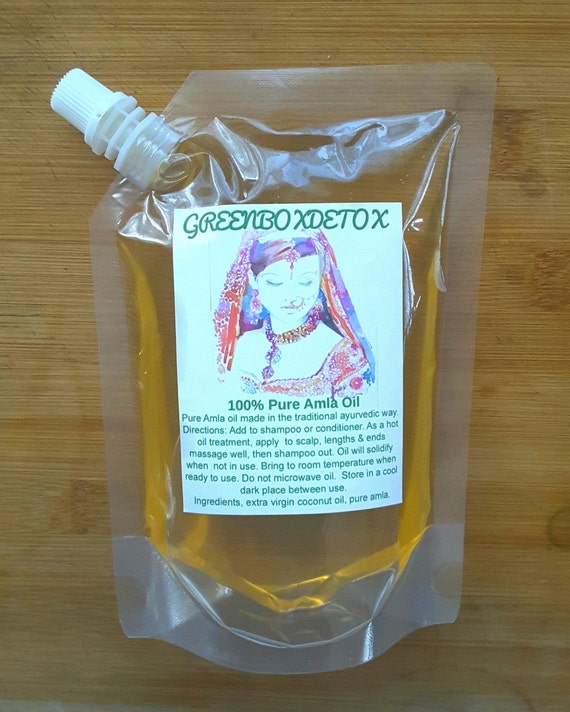 GREENBOXDETOX
100% Pure Amla Oil
Pure Amla oil made in the traditional ayurvedic way.
Directions: Add to shampoo or conditioner. As a hot
oil treatment, apply to scalp, lengths & ends
massage well, then shampoo out. Oil will solidify
when not in use. Bring to room temperature when
ready to use. Do not microwave oil. Store in a cool
dark place between use.
Ingredients, extra virgin coconut oil, pure amla.